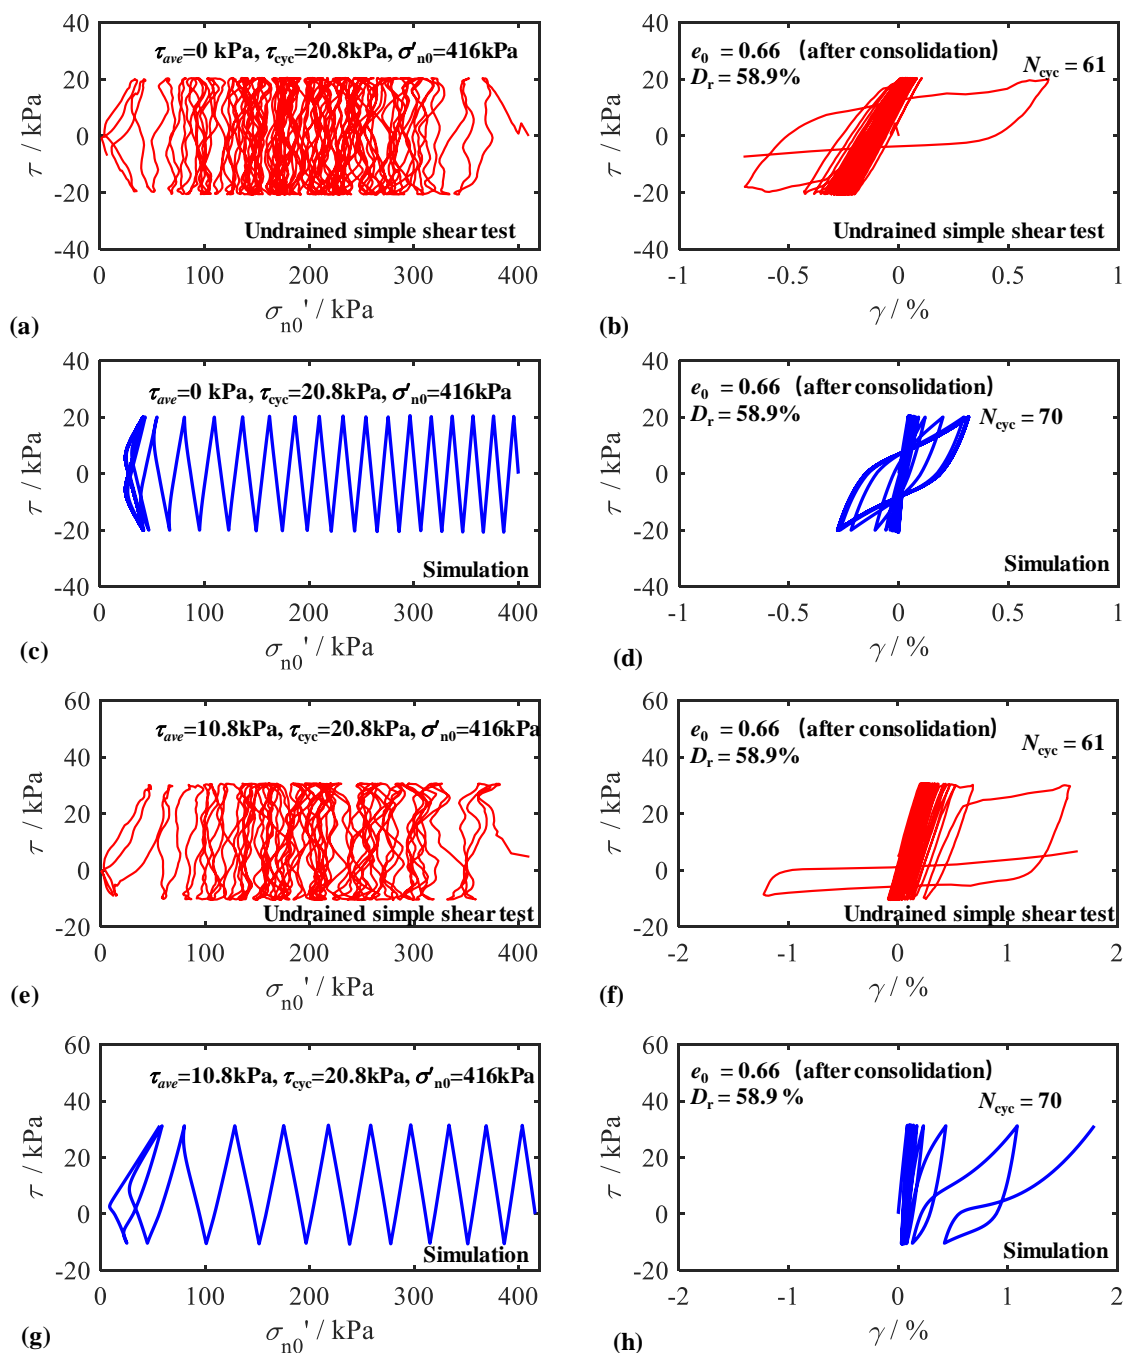 40
20
0
-20
-40
τ / kPa
τave=0 kPa, τcyc=20.8kPa, σ'n0=416kPa
Undrained simple shear test
0 100 200 300 400
σn0' / kPa
(a)
40
20
0
-20
-40
τ / kPa
e0 = 0.66 (after consolidation)
Dr = 58.9%
Ncyc = 61
Undrained simple shear test
-1 -0.5 0 0.5 1
γ / %
(b)
40
20
0
-20
-40
τ / kPa
τave=0 kPa, τcyc=20.8kPa, σ'n0=416kPa
Simulation
0 100 200 300 400
σn0' / kPa
(c)
40
20
0
-20
-40
τ / kPa
e0 = 0.66 (after consolidation)
Dr = 58.9%
Ncyc = 70
Simulation
-1 -0.5 0 0.5 1
γ / %
(d)
60
40
20
0
-20
τ / kPa
τave=10.8kPa, τcyc=20.8kPa, σ'n0=416kPa
Undrained simple shear test
0 100 200 300 400
σn0' / kPa
(e)
60
40
20
0
-20
τ / kPa
e0 = 0.66 (after consolidation)
Dr = 58.9%
Ncyc = 61
Undrained simple shear test
-2 -1 0 1 2
γ / %
(f)
60
40
20
0
-20
τ / kPa
τave=10.8kPa, τcyc=20.8kPa, σ'n0=416kPa
Simulation
0 100 200 300 400
σn0' / kPa
(g)
60
40
20
0
-20
τ / kPa
e0 = 0.66 (after consolidation)
Dr = 58.9 %
Ncyc = 70
Simulation
-2 -1 0 1 2
γ / %
(h)